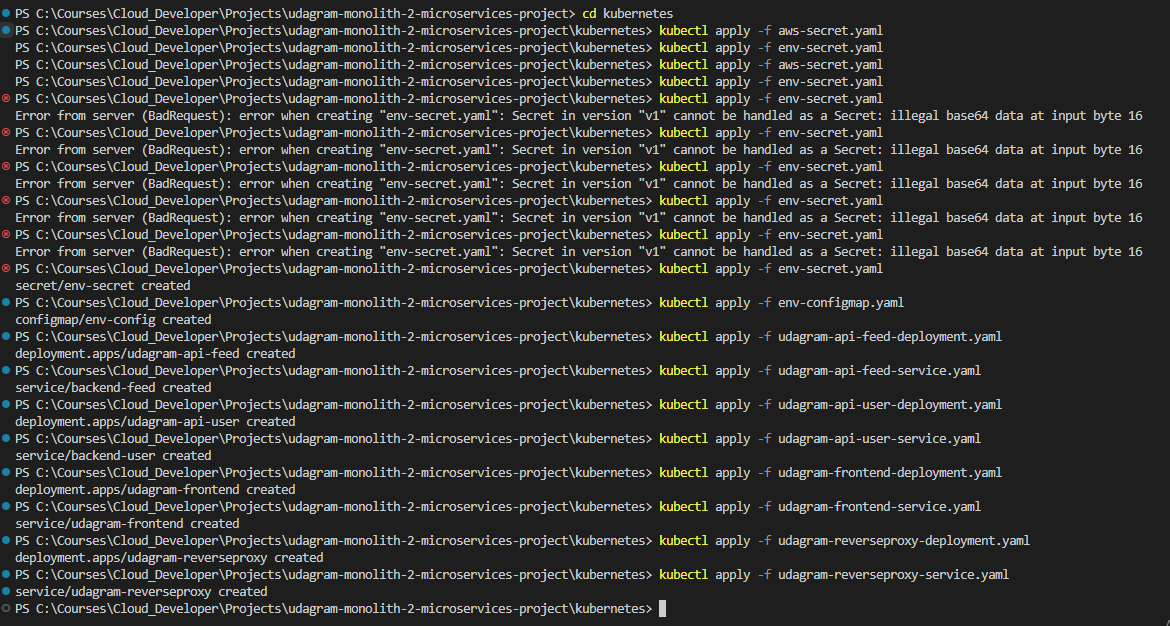 PS C:\Courses\Cloud_Developer\Projects\udagram-monolith-2-microservices-project> cd kubernetes
PS C:\Courses\Cloud_Developer\Projects\udagram-monolith-2-microservices-project\kubernetes> kubectl apply -f aws-secret.yaml
PS C:\Courses\Cloud_Developer\Projects\udagram-monolith-2-microservices-project\kubernetes> kubectl apply -f env-secret.yaml
PS C:\Courses\Cloud_Developer\Projects\udagram-monolith-2-microservices-project\kubernetes> kubectl apply -f aws-secret.yaml
PS C:\Courses\Cloud_Developer\Projects\udagram-monolith-2-microservices-project\kubernetes> kubectl apply -f env-secret.yaml
PS C:\Courses\Cloud_Developer\Projects\udagram-monolith-2-microservices-project\kubernetes> kubectl apply -f env-secret.yaml
Error from server (BadRequest): error when creating "env-secret.yaml": Secret in version "v1" cannot be handled as a Secret: illegal base64 data at input byte 16
PS C:\Courses\Cloud_Developer\Projects\udagram-monolith-2-microservices-project\kubernetes> kubectl apply -f env-secret.yaml
Error from server (BadRequest): error when creating "env-secret.yaml": Secret in version "v1" cannot be handled as a Secret: illegal base64 data at input byte 16
PS C:\Courses\Cloud_Developer\Projects\udagram-monolith-2-microservices-project\kubernetes> kubectl apply -f env-secret.yaml
Error from server (BadRequest): error when creating "env-secret.yaml": Secret in version "v1" cannot be handled as a Secret: illegal base64 data at input byte 16
PS C:\Courses\Cloud_Developer\Projects\udagram-monolith-2-microservices-project\kubernetes> kubectl apply -f env-secret.yaml
Error from server (BadRequest): error when creating "env-secret.yaml": Secret in version "v1" cannot be handled as a Secret: illegal base64 data at input byte 16
PS C:\Courses\Cloud_Developer\Projects\udagram-monolith-2-microservices-project\kubernetes> kubectl apply -f env-secret.yaml
Error from server (BadRequest): error when creating "env-secret.yaml": Secret in version "v1" cannot be handled as a Secret: illegal base64 data at input byte 16
PS C:\Courses\Cloud_Developer\Projects\udagram-monolith-2-microservices-project\kubernetes> kubectl apply -f env-secret.yaml
secret/env-secret created
PS C:\Courses\Cloud_Developer\Projects\udagram-monolith-2-microservices-project\kubernetes> kubectl apply -f env-configmap.yaml
configmap/env-config created
PS C:\Courses\Cloud_Developer\Projects\udagram-monolith-2-microservices-project\kubernetes> kubectl apply -f udagram-api-feed-deployment.yaml
deployment.apps/udagram-api-feed created
PS C:\Courses\Cloud_Developer\Projects\udagram-monolith-2-microservices-project\kubernetes> kubectl apply -f udagram-api-feed-service.yaml
service/backend-feed created
PS C:\Courses\Cloud_Developer\Projects\udagram-monolith-2-microservices-project\kubernetes> kubectl apply -f udagram-api-user-deployment.yaml
deployment.apps/udagram-api-user created
PS C:\Courses\Cloud_Developer\Projects\udagram-monolith-2-microservices-project\kubernetes> kubectl apply -f udagram-api-user-service.yaml
service/backend-user created
PS C:\Courses\Cloud_Developer\Projects\udagram-monolith-2-microservices-project\kubernetes> kubectl apply -f udagram-frontend-deployment.yaml
deployment.apps/udagram-frontend created
PS C:\Courses\Cloud_Developer\Projects\udagram-monolith-2-microservices-project\kubernetes> kubectl apply -f udagram-frontend-service.yaml
service/udagram-frontend created
PS C:\Courses\Cloud_Developer\Projects\udagram-monolith-2-microservices-project\kubernetes> kubectl apply -f udagram-reverseproxy-deployment.yaml
deployment.apps/udagram-reverseproxy created
PS C:\Courses\Cloud_Developer\Projects\udagram-monolith-2-microservices-project\kubernetes> kubectl apply -f udagram-reverseproxy-service.yaml
service/udagram-reverseproxy created
PS C:\Courses\Cloud_Developer\Projects\udagram-monolith-2-microservices-project\kubernetes>